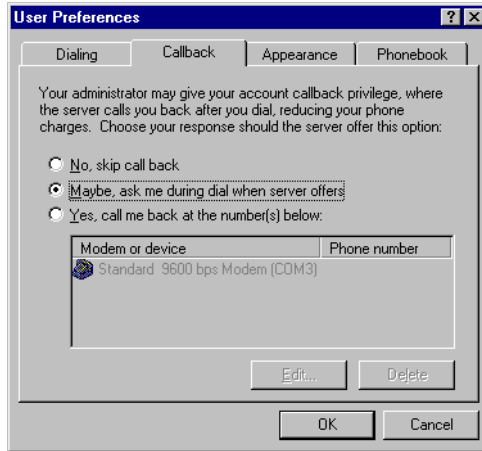 User Preferences
Dialing Callback Appearance Phonebook
Your administrator may give your account callback privilege, where
the server calls you back after you dial, reducing your phone
charges. Choose your response should the server offer this option:
No, skip call back
Maybe, ask me during dial when server offers
Yes, call me back at the number(s) below:
Modem or device Phone number
Standard 9600 bps Modem (COM3)
Edit... Delete
OK Cancel